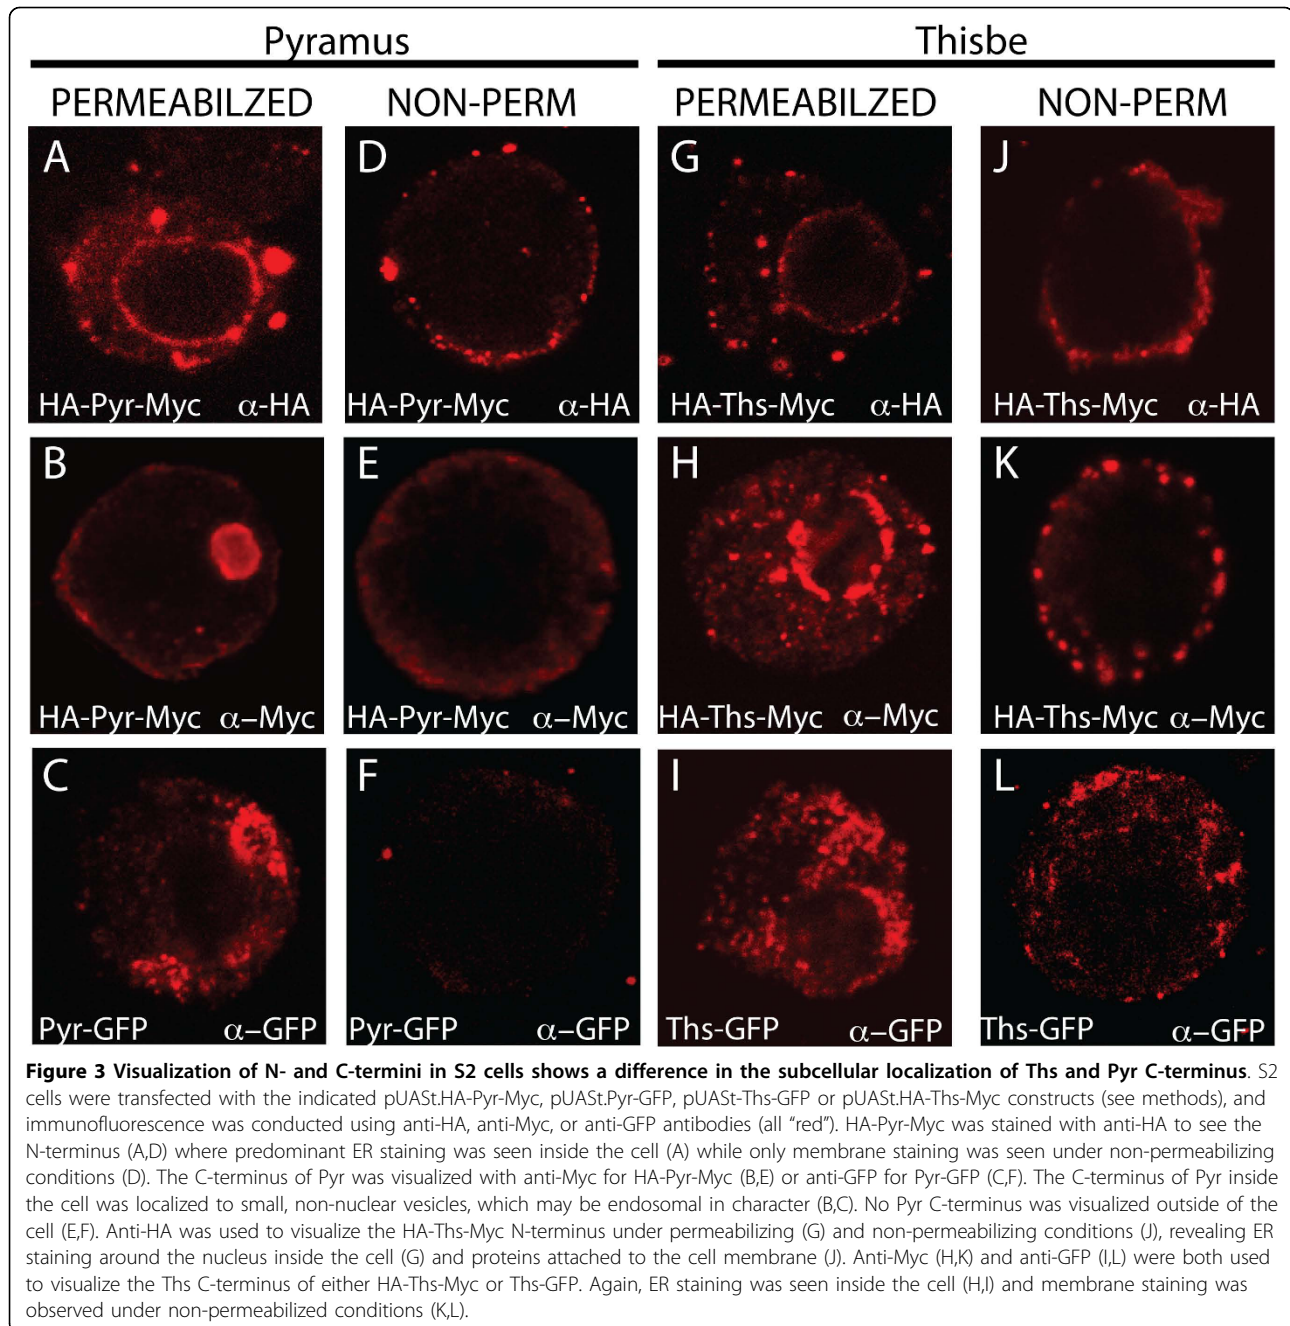 Pyramus Thisbe
PERMEABILZED NON-PERM PERMEABILZED NON-PERM
A D G J
HA-Pyr-Myc α-HA HA-Pyr-Myc α-HA HA-Ths-Myc α-HA HA-Ths-Myc α-HA
B E H K
HA-Pyr-Myc α–Myc HA-Pyr-Myc α–Myc HA-Ths-Myc α–Myc HA-Ths-Myc α–Myc
C F I L
Pyr-GFP α–GFP Pyr-GFP α–GFP Ths-GFP α–GFP Ths-GFP α–GFP
Figure 3 Visualization of N- and C-termini in S2 cells shows a difference in the subcellular localization of Ths and Pyr C-terminus. S2
cells were transfected with the indicated pUASt.HA-Pyr-Myc, pUASt.Pyr-GFP, pUASt-Ths-GFP or pUASt.HA-Ths-Myc constructs (see methods), and
immunofluorescence was conducted using anti-HA, anti-Myc, or anti-GFP antibodies (all “red”). HA-Pyr-Myc was stained with anti-HA to see the
N-terminus (A,D) where predominant ER staining was seen inside the cell (A) while only membrane staining was seen under non-permeabilizing
conditions (D). The C-terminus of Pyr was visualized with anti-Myc for HA-Pyr-Myc (B,E) or anti-GFP for Pyr-GFP (C,F). The C-terminus of Pyr inside
the cell was localized to small, non-nuclear vesicles, which may be endosomal in character (B,C). No Pyr C-terminus was visualized outside of the
cell (E,F). Anti-HA was used to visualize the HA-Ths-Myc N-terminus under permeabilizing (G) and non-permeabilizing conditions (J), revealing ER
staining around the nucleus inside the cell (G) and proteins attached to the cell membrane (J). Anti-Myc (H,K) and anti-GFP (I,L) were both used
to visualize the Ths C-terminus of either HA-Ths-Myc or Ths-GFP. Again, ER staining was seen inside the cell (H,I) and membrane staining was
observed under non-permeabilized conditions (K,L).